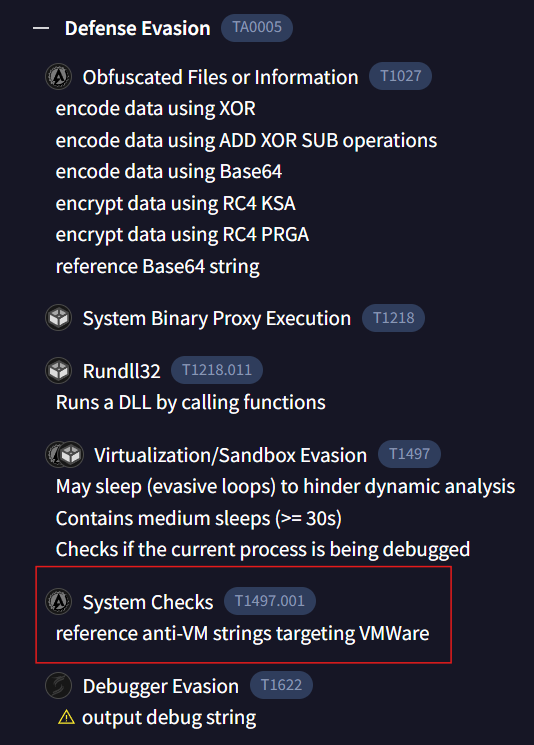 Defense Evasion TA0005
Obfuscated Files or Information T1027
encode data using XOR
encode data using ADD XOR SUB operations
encode data using Base64
encrypt data using RC4 KSA
encrypt data using RC4 PRGA
reference Base64 string
System Binary Proxy Execution T1218
Rundll32 T1218.011
Runs a DLL by calling functions
Virtualization/Sandbox Evasion T1497
May sleep (evasive loops) to hinder dynamic analysis
Contains medium sleeps (>= 30s)
Checks if the current process is being debugged
System Checks T1497.001
reference anti-VM strings targeting VMWare
Debugger Evasion T1622
output debug string